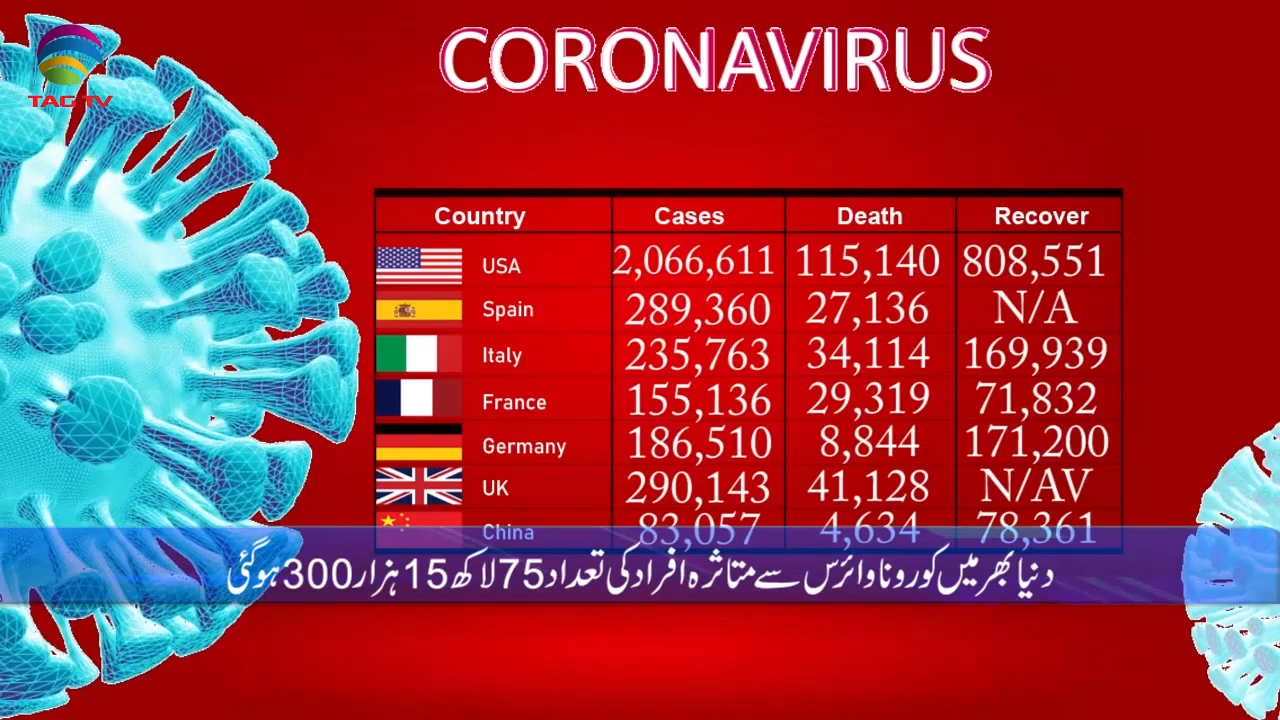 TAG TV
CORONAVIRUS
Country Cases Death Recover
USA 2,066,611 115,140 808,551
Spain 289,360 27,136 N/A
Italy 235,763 34,114 169,939
France 155,136 29,319 71,832
Germany 186,510 8,844 171,200
UK 290,143 41,128 N/AV
China 83,057 4,634 78,361
دنیا بھر میں کورونا وائرس سے متاثرہ افراد کی تعداد 75 لاکھ 15 ہزار 300 ہوگئی